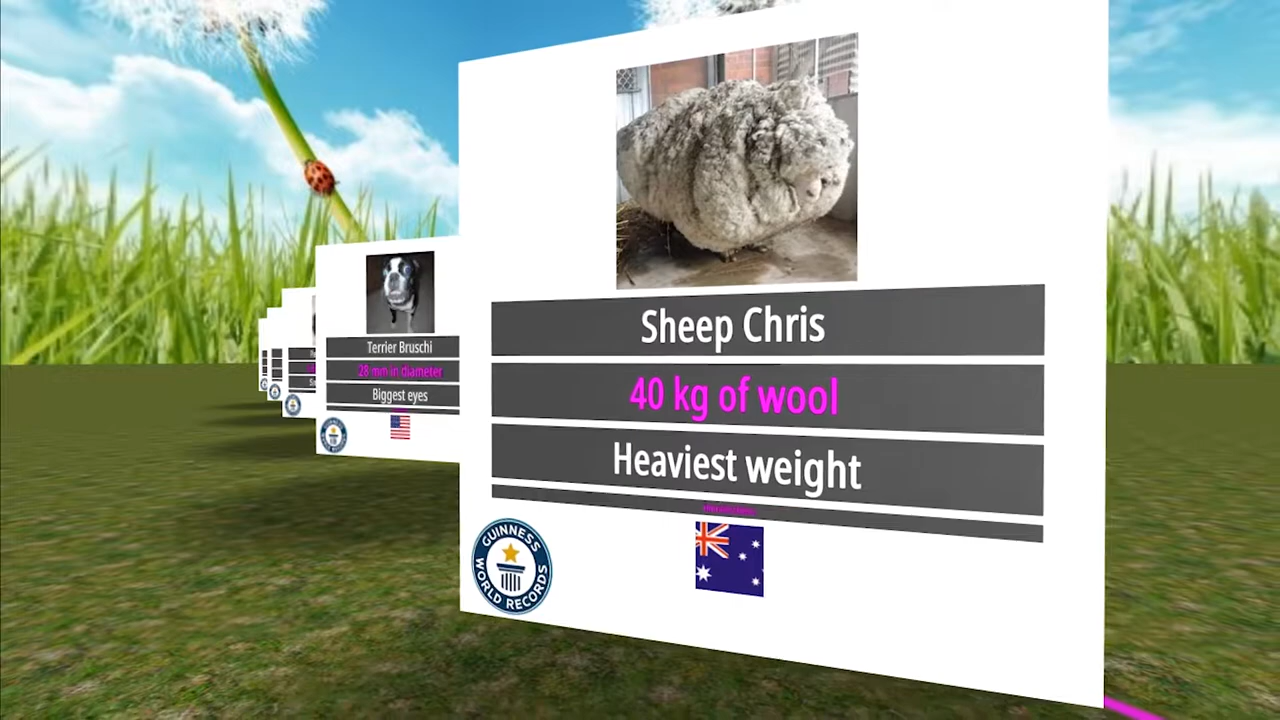 Sheep Chris
40 kg of wool
Heaviest weight
GUINNESS
WORLD RECORDS
Terrier Bruschi
28 mm in diameter
Biggest eyes